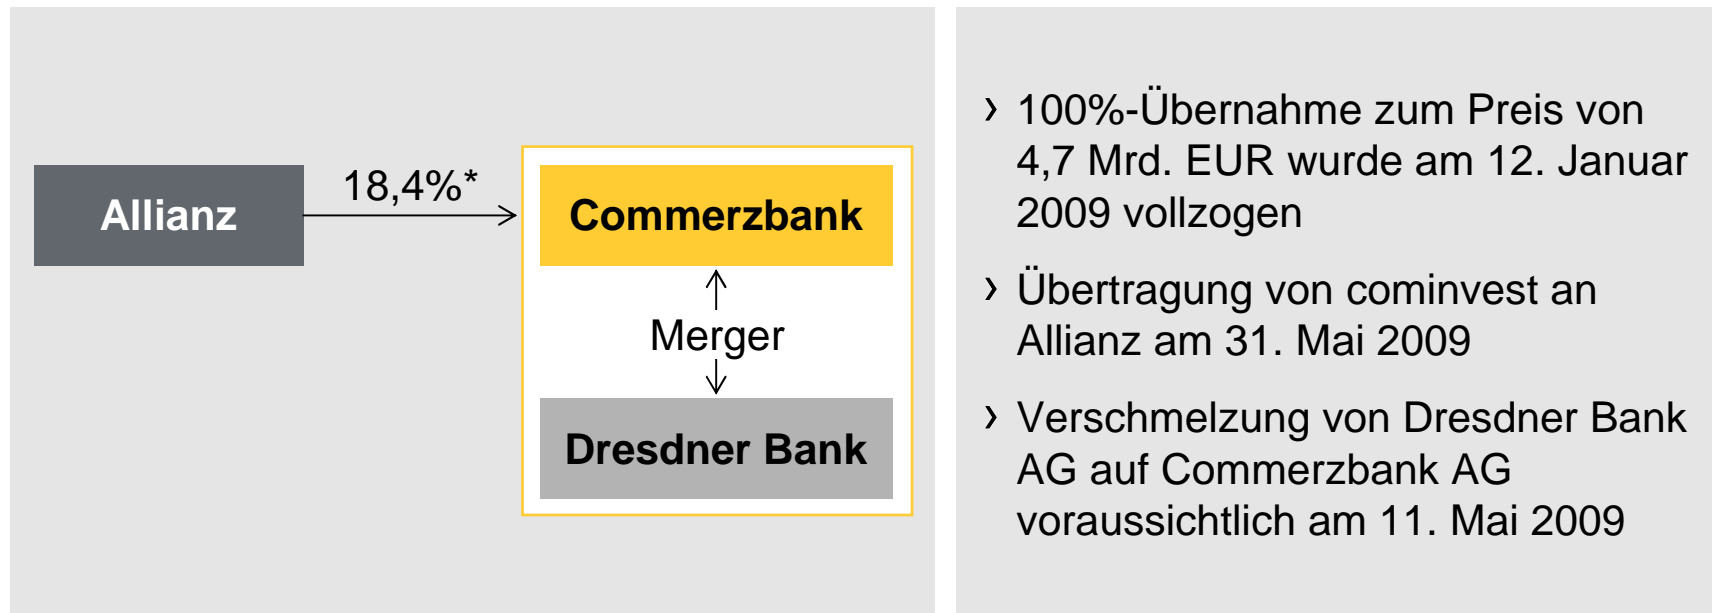 Allianz
18,4%*
Commerzbank
Merger
Dresdner Bank
› 100%-Übernahme zum Preis von
4,7 Mrd. EUR wurde am 12. Januar
2009 vollzogen
› Übertragung von cominvest an
Allianz am 31. Mai 2009
› Verschmelzung von Dresdner Bank
AG auf Commerzbank AG
voraussichtlich am 11. Mai 2009